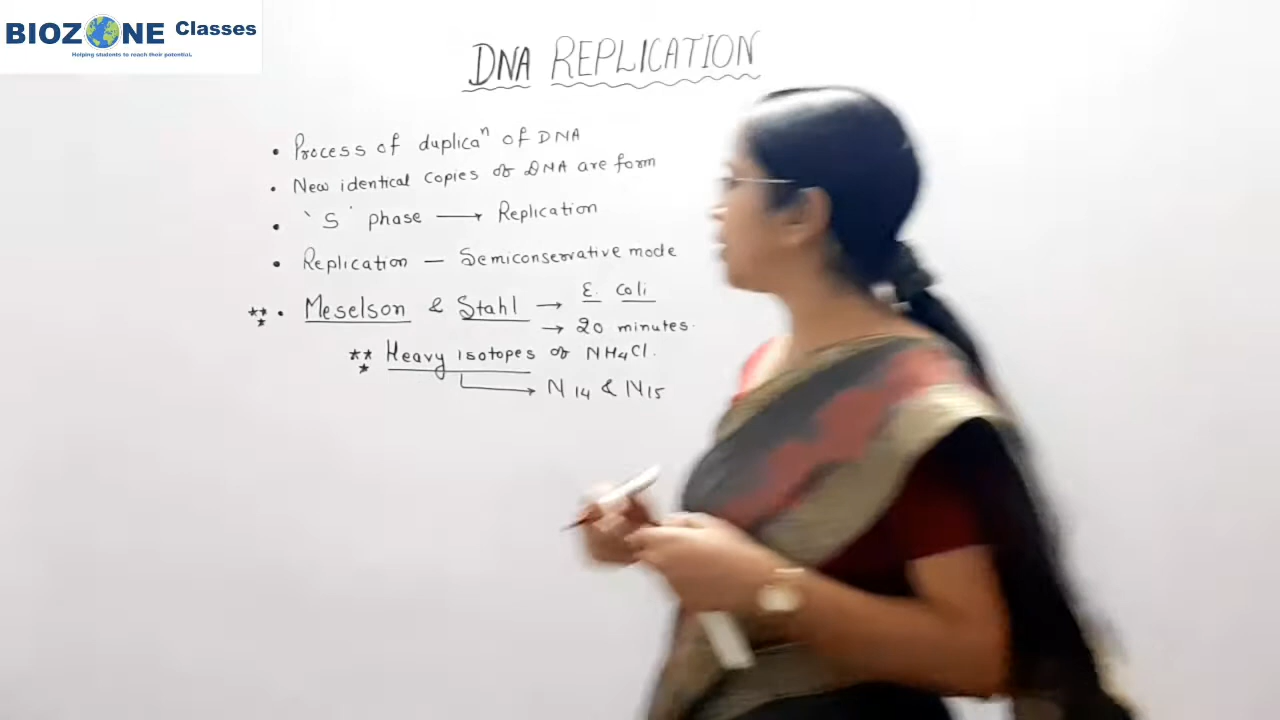 BIOZONE Classes
Helping students to reach their potential.
DNA REPLICATION
• Process of duplicaⁿ of DNA
• New identical copies of DNA are form
• 'S' phase → Replication
• Replication — Semiconservative mode
*** • Meselson & Stahl → E. Coli
→ 20 minutes.
*** Heavy isotopes of NH4Cl.
→ N14 & N15